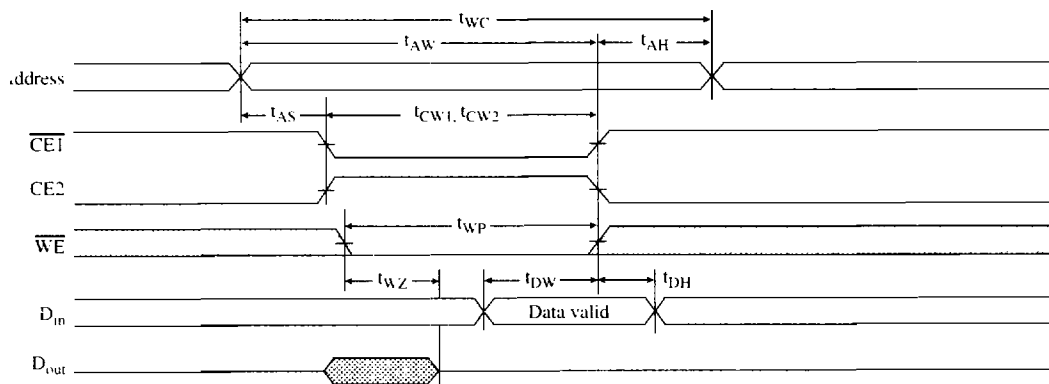 tWC
tAW
tAH
ddress
tAS
tCW1, tCW2
CE1
CE2
tWP
WE
tWZ
tDW
tDH
Din
Data valid
Dout